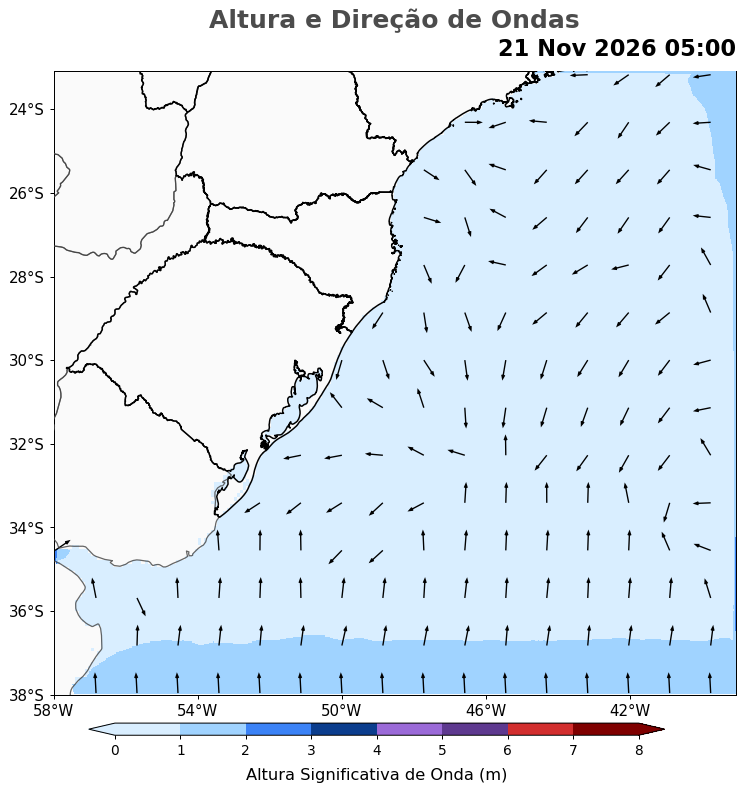 Altura e Direção de Ondas
21 Nov 2026 05:00
24°S
26°S
28°S
30°S
32°S
34°S
36°S
38°S
58°W 54°W 50°W 46°W 42°W
0 1 2 3 4 5 6 7 8
Altura Significativa de Onda (m)